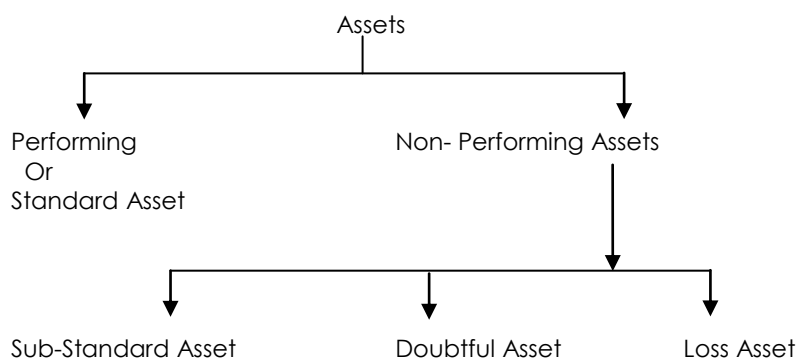 Assets
Performing
Or
Standard Asset
Non- Performing Assets
Sub-Standard Asset
Doubtful Asset
Loss Asset